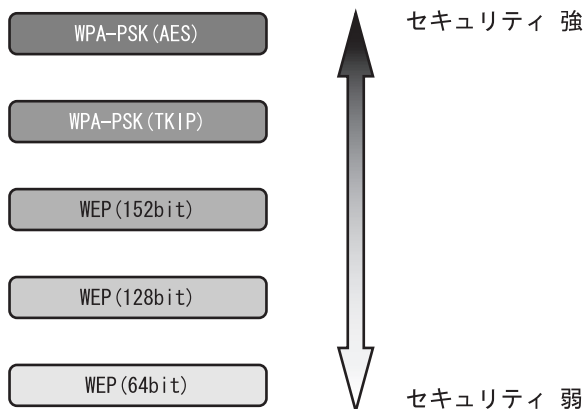 セキュリティ 強
WPA-PSK(AES)
WPA-PSK(TKIP)
WEP(152bit)
WEP(128bit)
WEP(64bit)
セキュリティ 弱